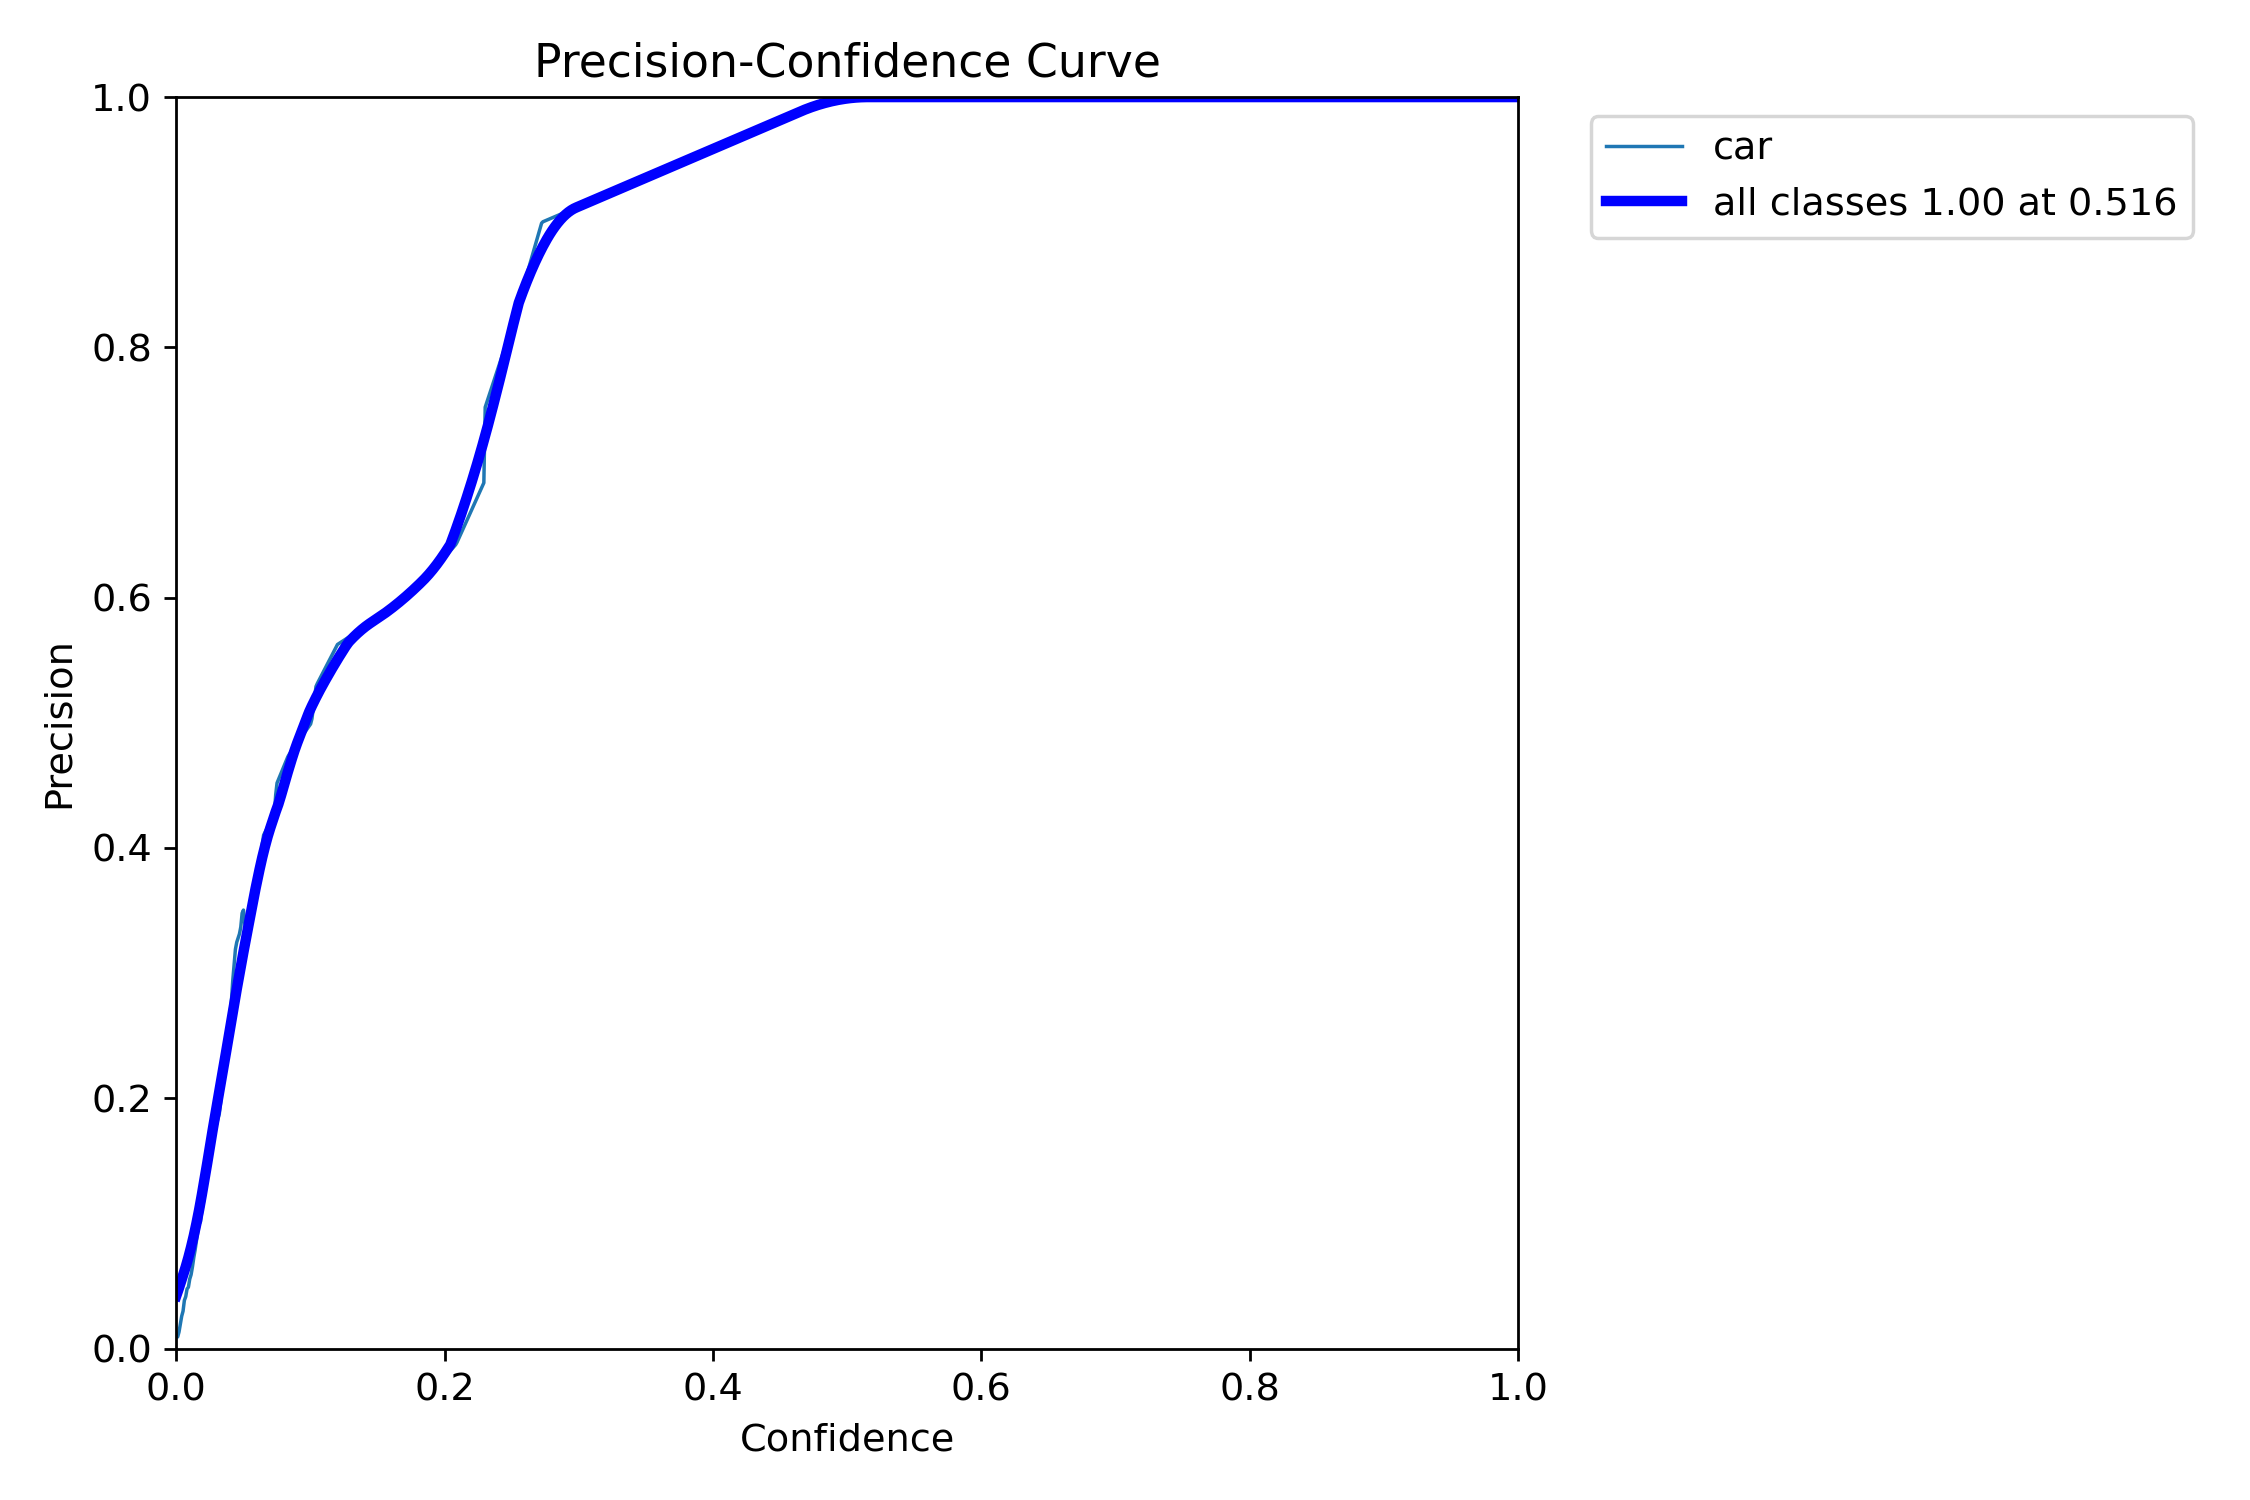 Precision-Confidence Curve
1.0
0.8
0.6
0.4
0.2
0.0
Precision
0.0 0.2 0.4 0.6 0.8 1.0
Confidence
car
all classes 1.00 at 0.516